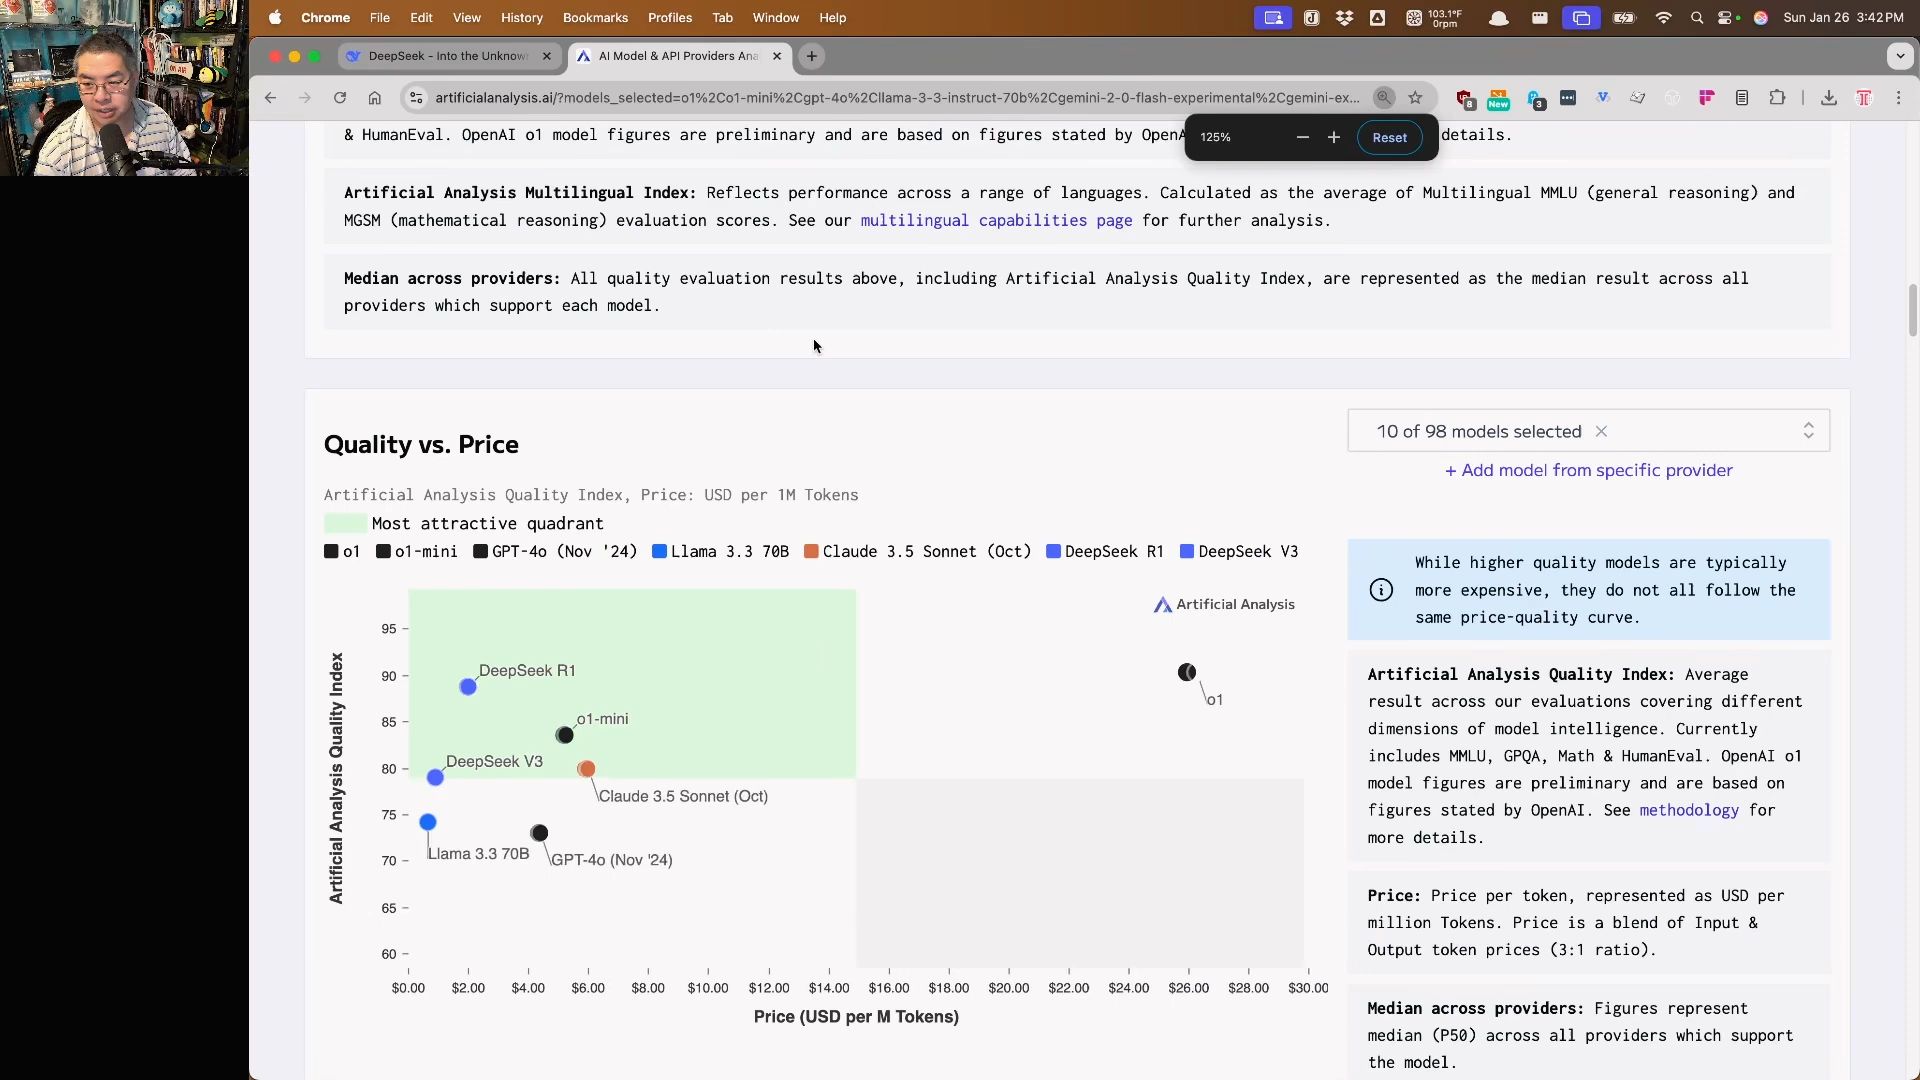 Chrome File Edit View History Bookmarks Profiles Tab Window Help
103.1°F
0rpm
Sun Jan 26 3:42 PM
DeepSeek - Into the Unknown
AI Model & API Providers Ana
artificialanalysis.ai/?models_selected=o1%2Co1-mini%2Cgpt-4o%2Cllama-3-3-instruct-70b%2Cgemini-2-0-flash-experimental%2Cgemini-ex...
8
New
3
125%
Reset
& HumanEval. OpenAI o1 model figures are preliminary and are based on figures stated by OpenA
details.
Artificial Analysis Multilingual Index: Reflects performance across a range of languages. Calculated as the average of Multilingual MMLU (general reasoning) and
MGSM (mathematical reasoning) evaluation scores. See our multilingual capabilities page for further analysis.
Median across providers: All quality evaluation results above, including Artificial Analysis Quality Index, are represented as the median result across all
providers which support each model.
Quality vs. Price
Artificial Analysis Quality Index, Price: USD per 1M Tokens
Most attractive quadrant
o1 o1-mini GPT-4o (Nov '24) Llama 3.3 70B Claude 3.5 Sonnet (Oct) DeepSeek R1 DeepSeek V3
Artificial Analysis
95
90
85
80
75
70
65
60
Artificial Analysis Quality Index
DeepSeek R1
o1
o1-mini
DeepSeek V3
Claude 3.5 Sonnet (Oct)
Llama 3.3 70B
GPT-4o (Nov '24)
$0.00 $2.00 $4.00 $6.00 $8.00 $10.00 $12.00 $14.00 $16.00 $18.00 $20.00 $22.00 $24.00 $26.00 $28.00 $30.00
Price (USD per M Tokens)
10 of 98 models selected
+ Add model from specific provider
While higher quality models are typically
more expensive, they do not all follow the
same price-quality curve.
Artificial Analysis Quality Index: Average
result across our evaluations covering different
dimensions of model intelligence. Currently
includes MMLU, GPQA, Math & HumanEval. OpenAI o1
model figures are preliminary and are based on
figures stated by OpenAI. See methodology for
more details.
Price: Price per token, represented as USD per
million Tokens. Price is a blend of Input &
Output token prices (3:1 ratio).
Median across providers: Figures represent
median (P50) across all providers which support
the model.
ON AIR